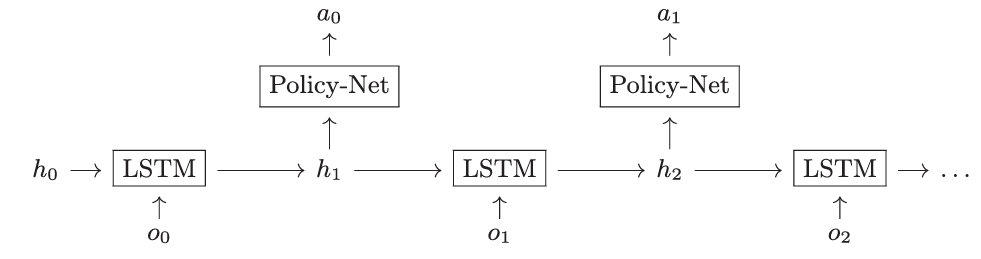 a₀ a₁
Policy-Net Policy-Net
h₀ LSTM h₁ LSTM h₂ LSTM ...
o₀ o₁ o₂